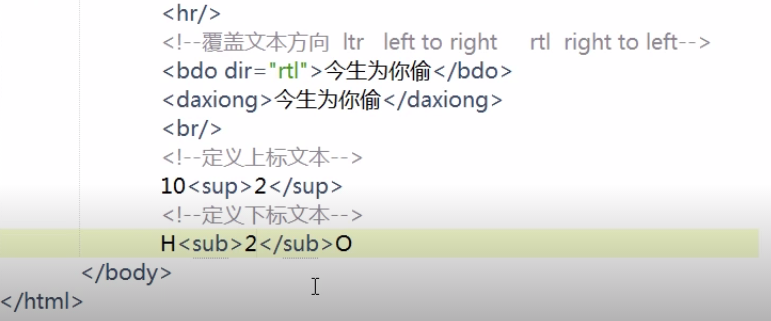 <hr/>
<!--覆盖文本方向  ltr   left to right     rtl  right to left-->
<bdo dir="rtl">今生为你偷</bdo>
<daxiong>今生为你偷</daxiong>
<br/>
<!--定义上标文本-->
10<sup>2</sup>
<!--定义下标文本-->
H<sub>2</sub>O
</body>
</html>